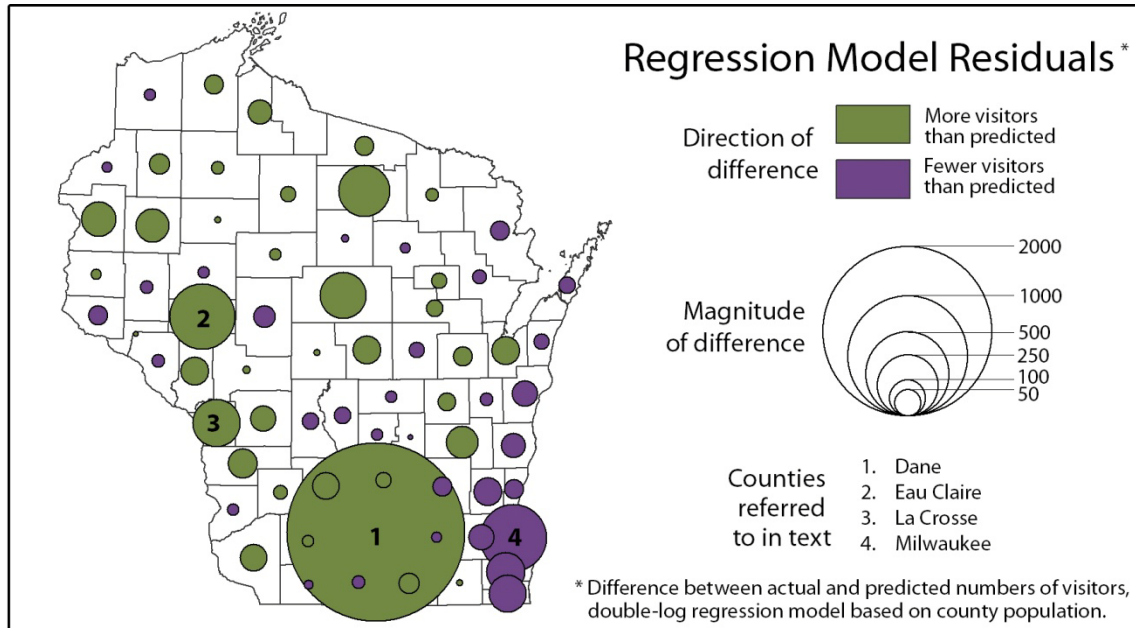 Regression Model Residuals *
Direction of
difference
More visitors
than predicted
Fewer visitors
than predicted
Magnitude
of difference
2000
1000
500
250
100
50
Counties
referred
to in text
1. Dane
2. Eau Claire
3. La Crosse
4. Milwaukee
* Difference between actual and predicted numbers of visitors,
double-log regression model based on county population.
2
3
1
4